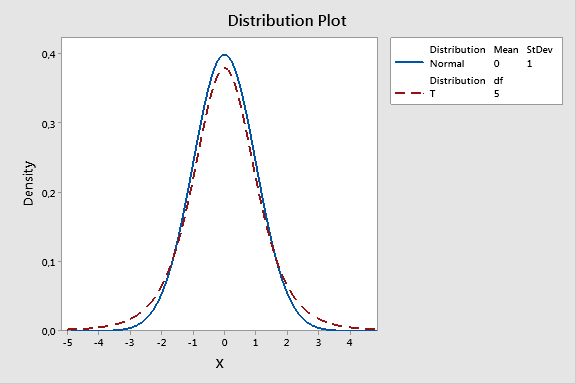 Distribution Plot
Distribution Mean StDev
Normal 0 1
Distribution df
T 5
0,4
0,3
0,2
0,1
0,0
Density
-5 -4 -3 -2 -1 0 1 2 3 4
X